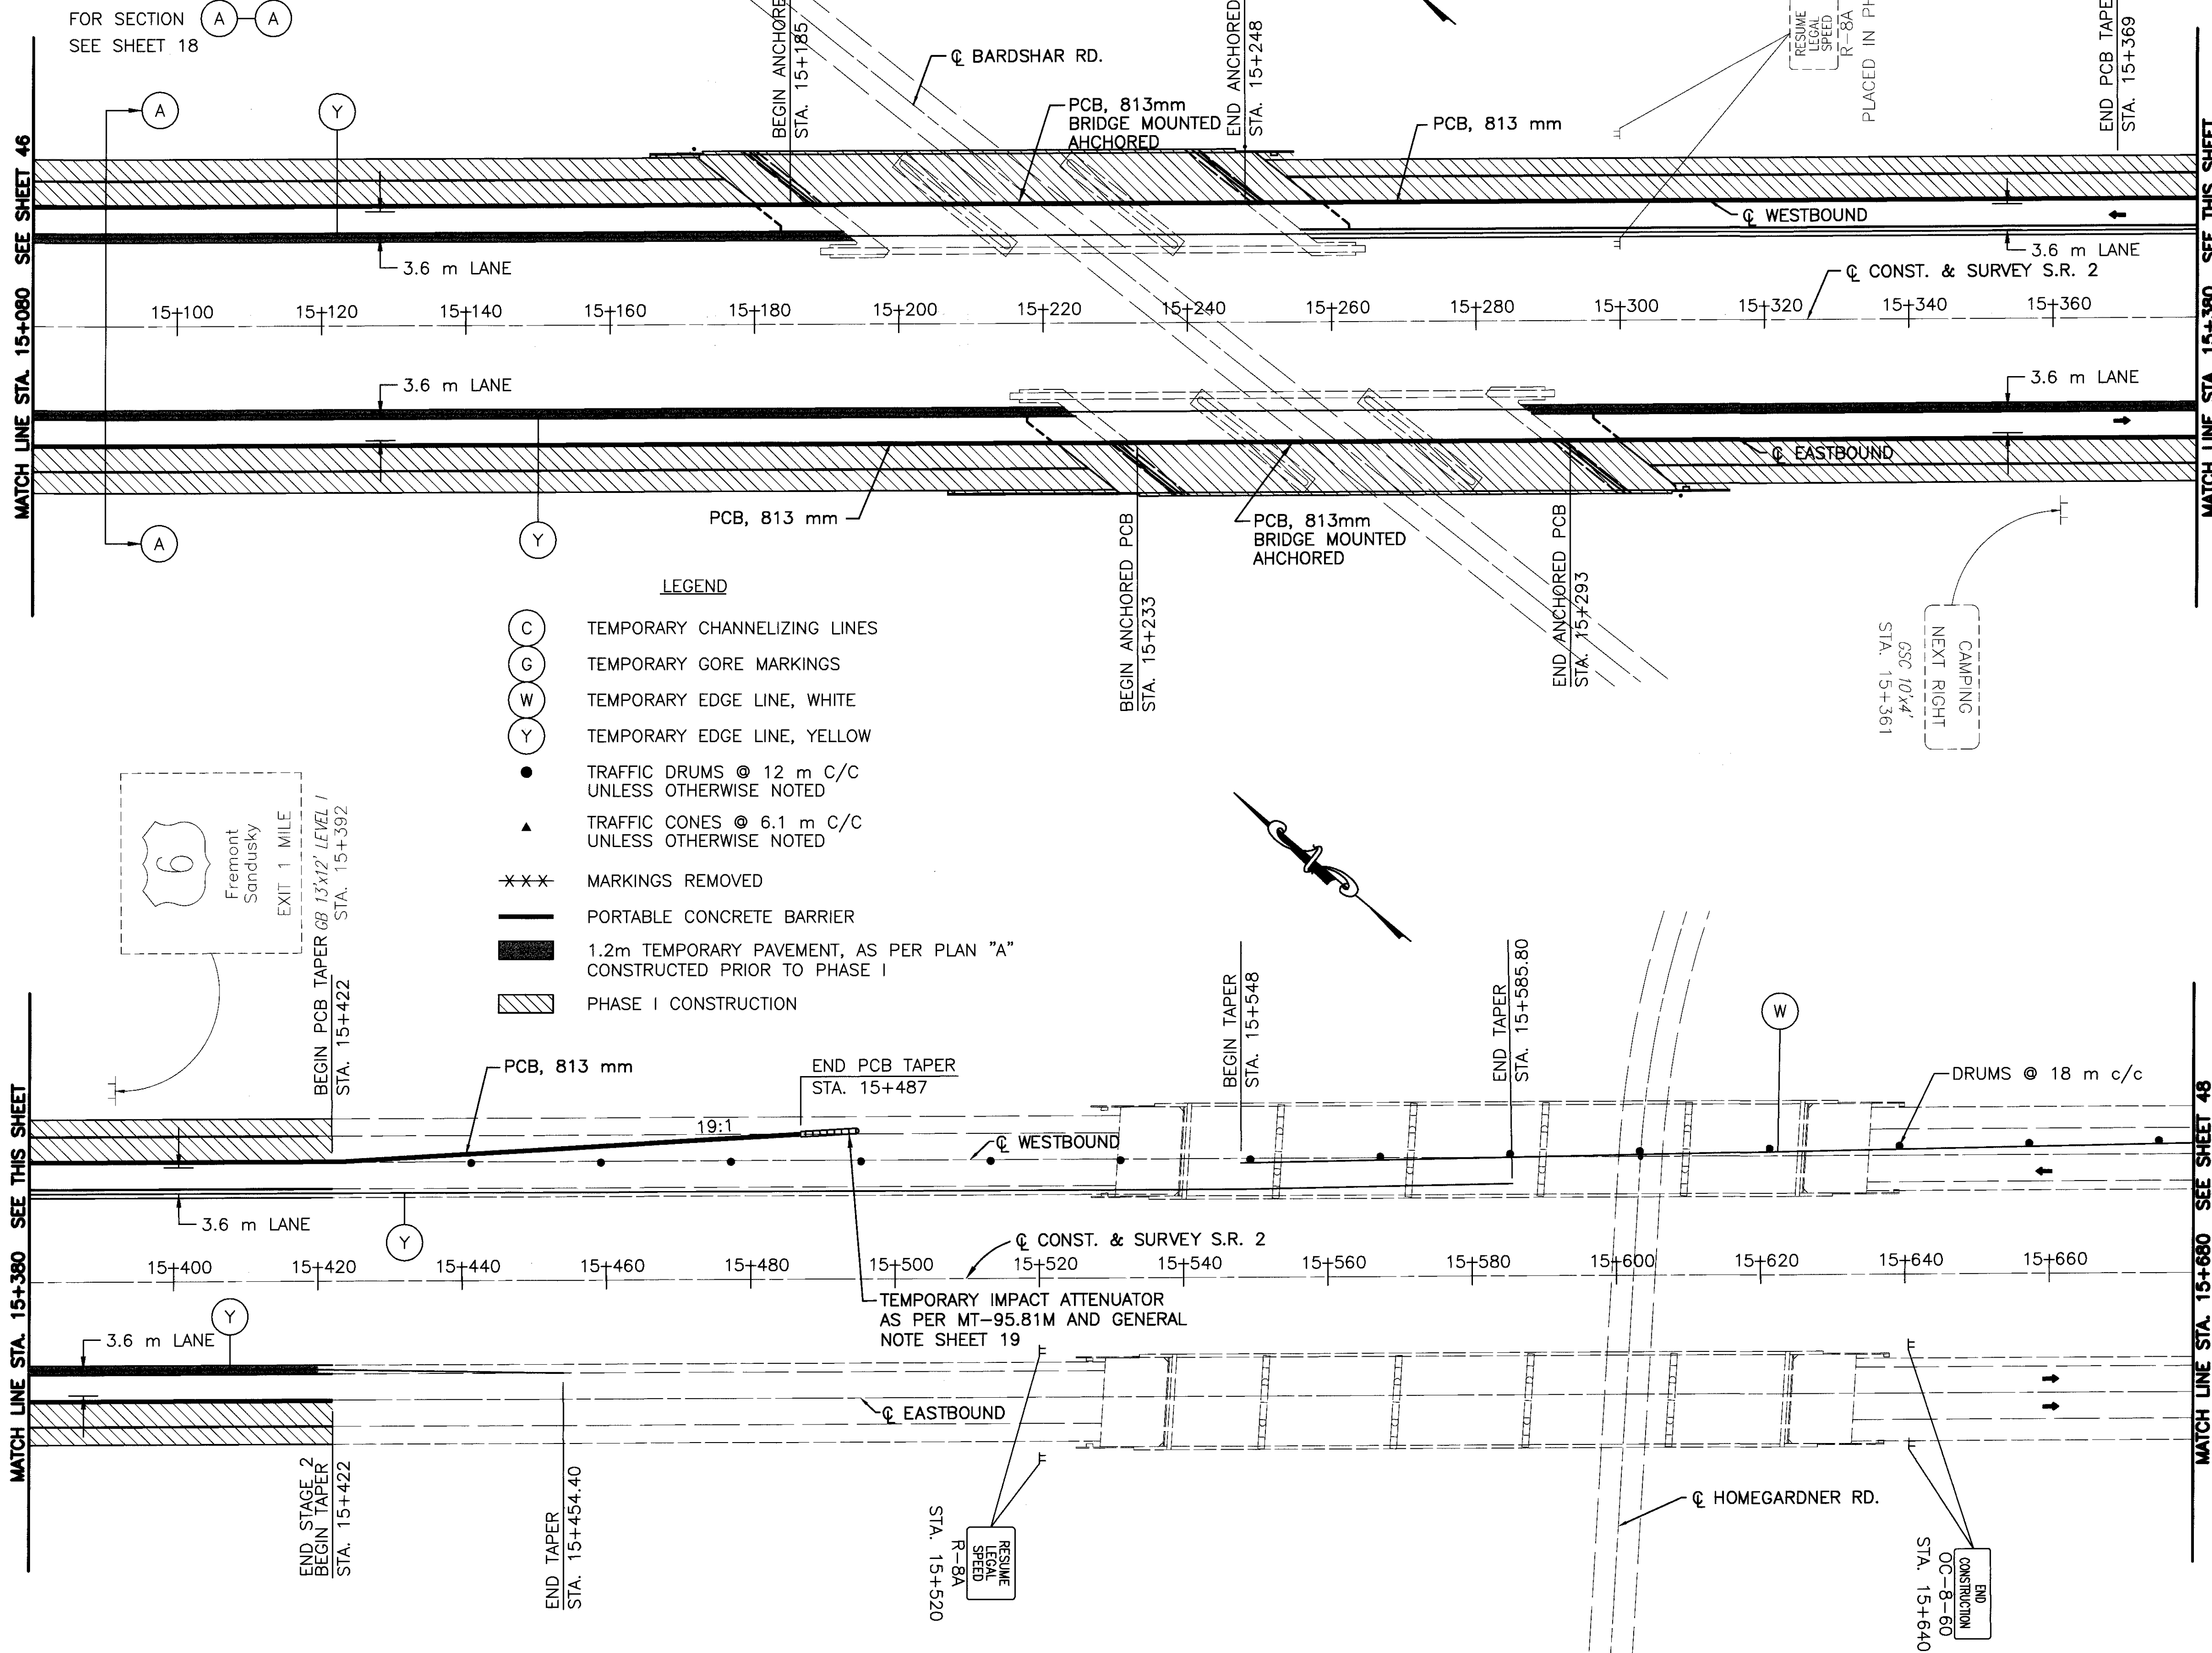 FOR SECTION A A
SEE SHEET 18
BEGIN ANCHORED
STA. 15+185
℄ BARDSHAR RD.
END ANCHORED
STA. 15+248
RESUME
LEGAL
SPEED
R-8A
PLACED IN PH
END PCB TAPE
STA. 15+369
A
Y
PCB, 813mm
BRIDGE MOUNTED
AHCHORED
PCB, 813 mm
℄ WESTBOUND
3.6 m LANE
3.6 m LANE
℄ CONST. & SURVEY S.R. 2
MATCH LINE STA. 15+080 SEE SHEET 46
15+100 15+120 15+140 15+160 15+180 15+200 15+220 15+240 15+260 15+280 15+300 15+320 15+340 15+360
MATCH LINE STA 15+380 SEE THIS SHEET
3.6 m LANE
3.6 m LANE
℄ EASTBOUND
PCB, 813 mm
PCB, 813mm
BRIDGE MOUNTED
AHCHORED
A
Y
BEGIN ANCHORED PCB
STA. 15+233
END ANCHORED PCB
STA. 15+293
CAMPING
NEXT RIGHT
GSC 10'x4'
STA. 15+361
LEGEND
C TEMPORARY CHANNELIZING LINES
G TEMPORARY GORE MARKINGS
W TEMPORARY EDGE LINE, WHITE
Y TEMPORARY EDGE LINE, YELLOW
TRAFFIC DRUMS @ 12 m C/C
UNLESS OTHERWISE NOTED
TRAFFIC CONES @ 6.1 m C/C
UNLESS OTHERWISE NOTED
MARKINGS REMOVED
PORTABLE CONCRETE BARRIER
1.2m TEMPORARY PAVEMENT, AS PER PLAN "A"
CONSTRUCTED PRIOR TO PHASE I
PHASE I CONSTRUCTION
6
Fremont
Sandusky
EXIT 1 MILE
GB 13'x12' LEVEL I
STA. 15+392
BEGIN PCB TAPER
STA. 15+422
PCB, 813 mm
END PCB TAPER
STA. 15+487
BEGIN TAPER
STA. 15+548
END TAPER
STA. 15+585.80
W
DRUMS @ 18 m c/c
19:1
℄ WESTBOUND
3.6 m LANE
Y
℄ CONST. & SURVEY S.R. 2
MATCH LINE STA. 15+380 SEE THIS SHEET
15+400 15+420 15+440 15+460 15+480 15+500 15+520 15+540 15+560 15+580 15+600 15+620 15+640 15+660
MATCH LINE STA. 15+680 SEE SHEET 48
TEMPORARY IMPACT ATTENUATOR
AS PER MT-95.81M AND GENERAL
NOTE SHEET 19
Y
3.6 m LANE
℄ EASTBOUND
END STAGE 2
BEGIN TAPER
STA. 15+422
END TAPER
STA. 15+454.40
RESUME
LEGAL
SPEED
R-8A
STA. 15+520
℄ HOMEGARDNER RD.
END
CONSTRUCTION
OC-8-60
STA. 15+640